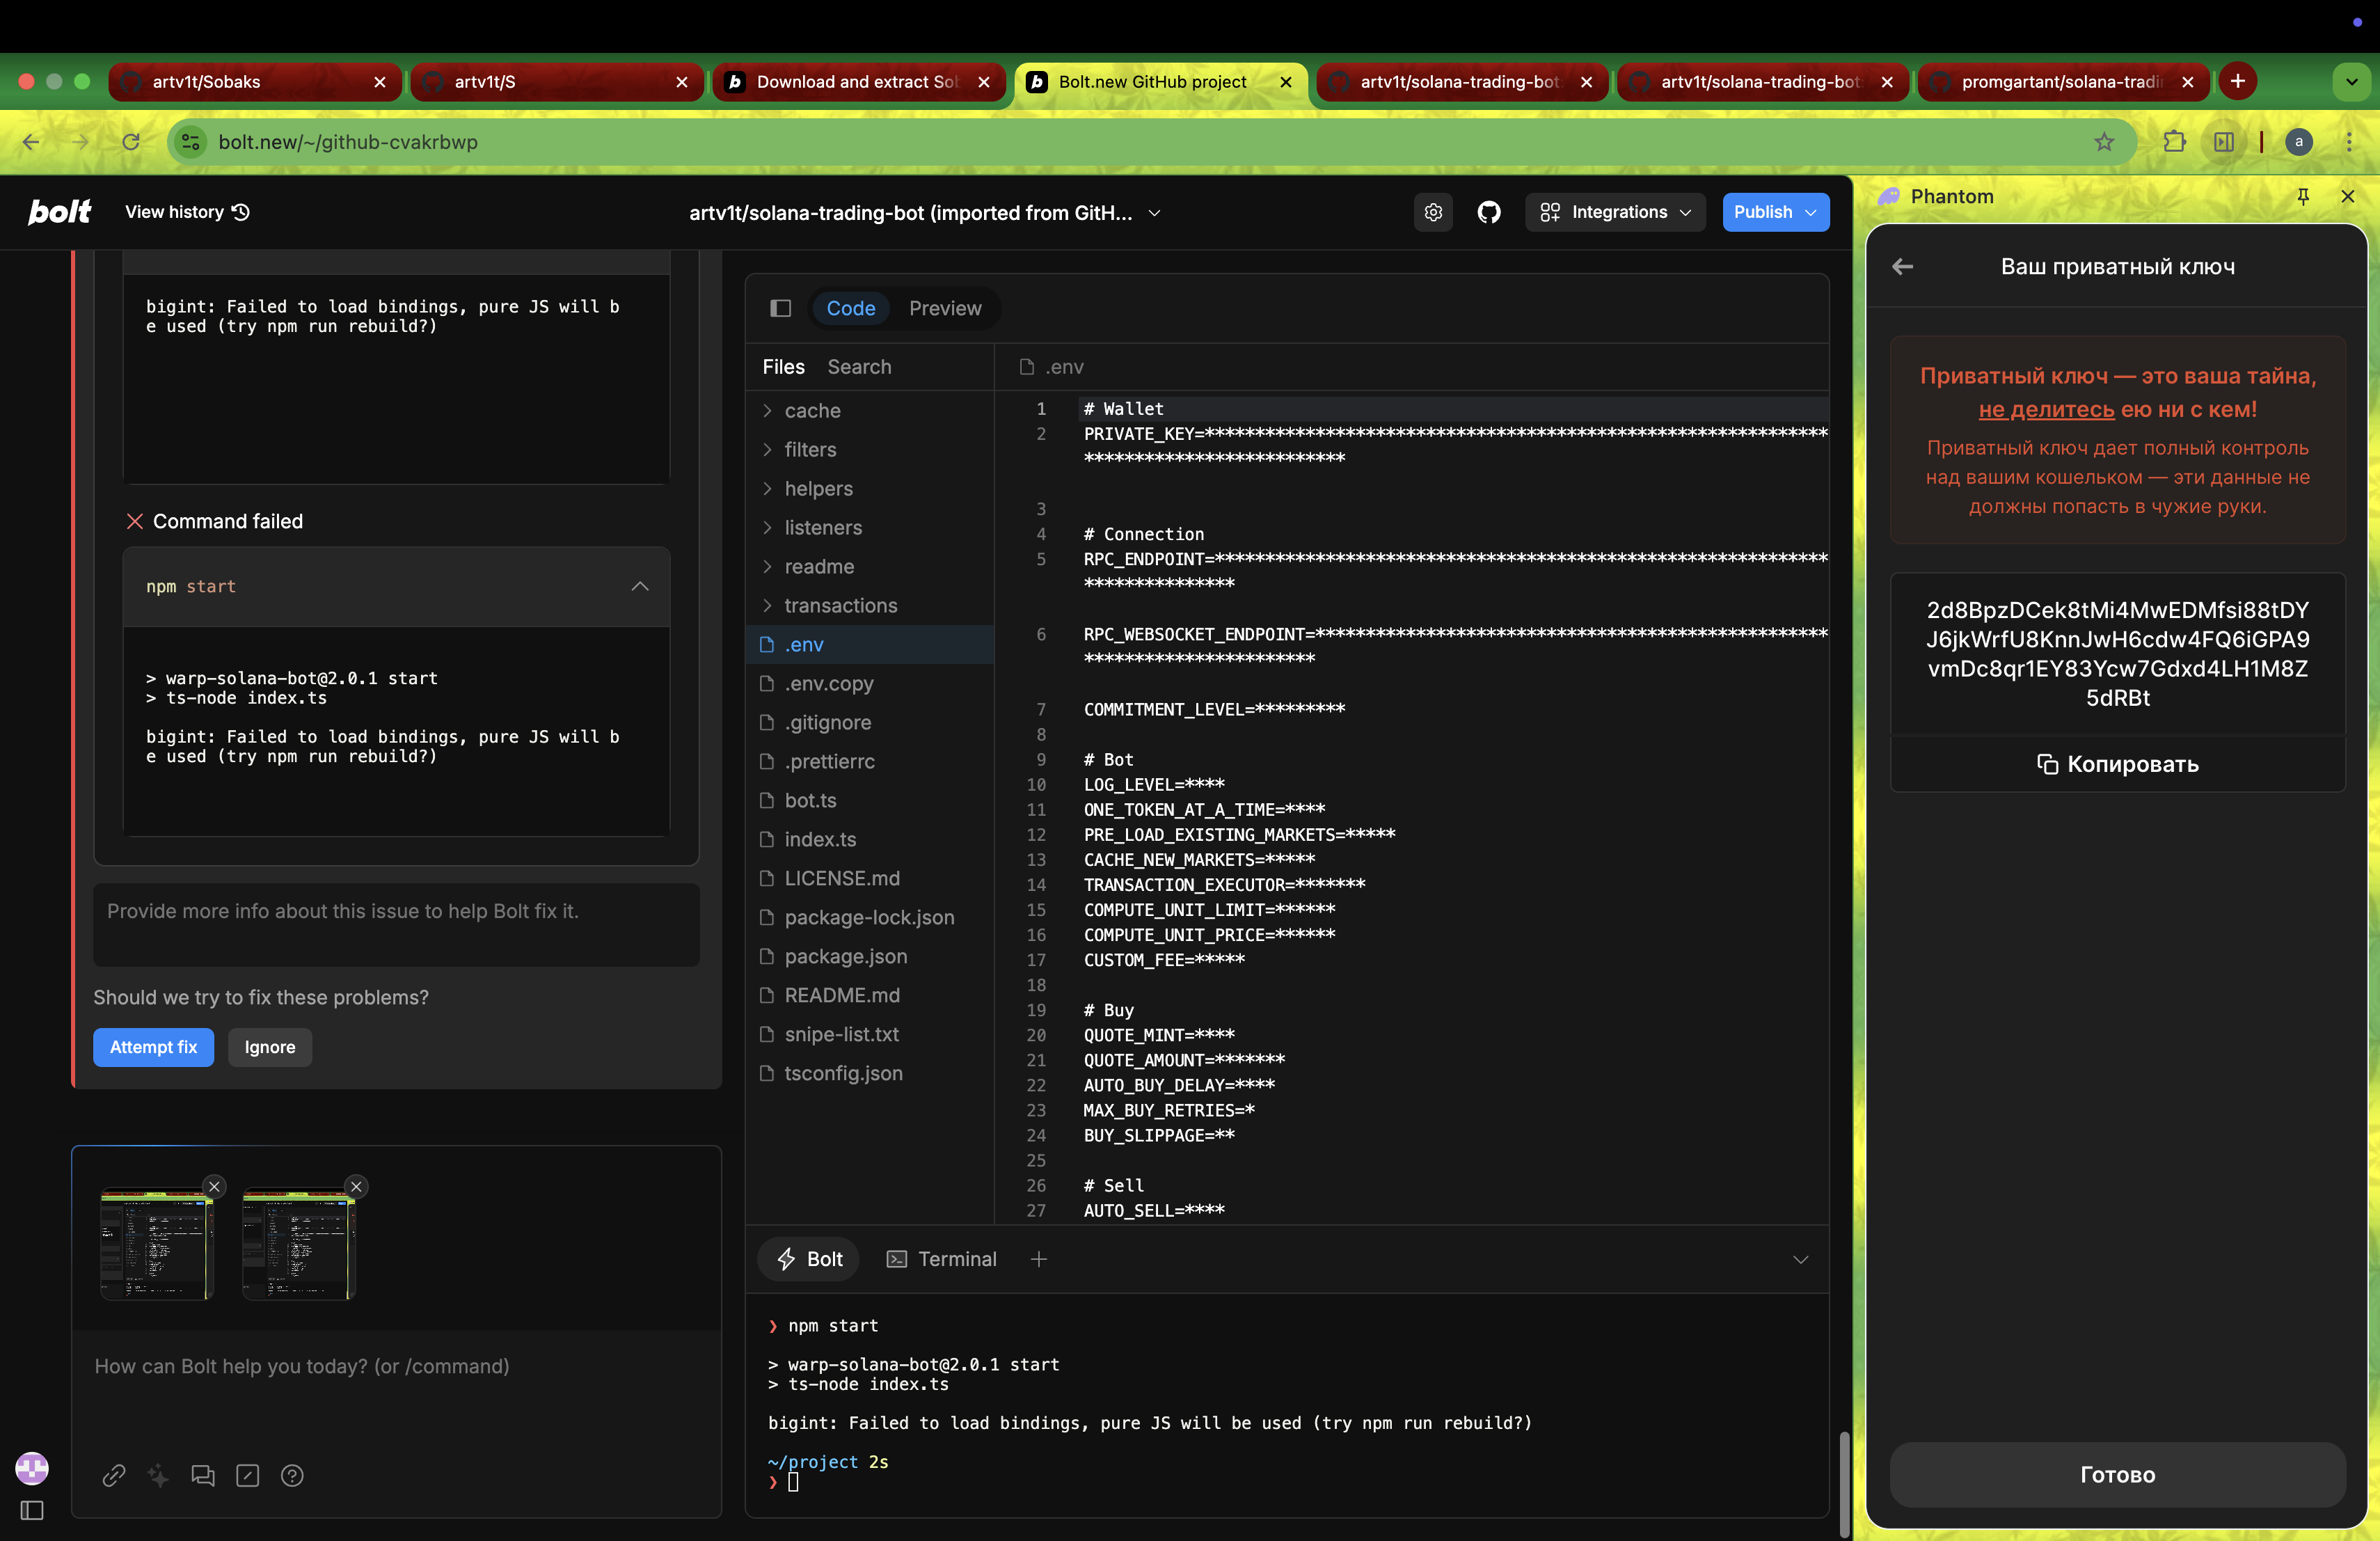 artv1t/Sobaks
artv1t/S
Download and extract Sob
Bolt.new GitHub project
artv1t/solana-trading-bot
artv1t/solana-trading-bot
promgartant/solana-tradi
bolt.new/~/github-cvakrbwp
a
bolt
View history
artv1t/solana-trading-bot (imported from GitH...
Integrations
Publish
bigint: Failed to load bindings, pure JS will b
e used (try npm run rebuild?)
Command failed
npm start
> warp-solana-bot@2.0.1 start
> ts-node index.ts
bigint: Failed to load bindings, pure JS will b
e used (try npm run rebuild?)
Provide more info about this issue to help Bolt fix it.
Should we try to fix these problems?
Attempt fix
Ignore
How can Bolt help you today? (or /command)
Code
Preview
Files
Search
cache
filters
helpers
listeners
readme
transactions
.env
.env.copy
.gitignore
.prettierrc
bot.ts
index.ts
LICENSE.md
package-lock.json
package.json
README.md
snipe-list.txt
tsconfig.json
.env
1 # Wallet
2 PRIVATE_KEY=**************************************************************
**************************
3
4 # Connection
5 RPC_ENDPOINT=*************************************************************
***************
6 RPC_WEBSOCKET_ENDPOINT=***************************************************
***********************
7 COMMITMENT_LEVEL=*********
8
9 # Bot
10 LOG_LEVEL=****
11 ONE_TOKEN_AT_A_TIME=****
12 PRE_LOAD_EXISTING_MARKETS=*****
13 CACHE_NEW_MARKETS=*****
14 TRANSACTION_EXECUTOR=*******
15 COMPUTE_UNIT_LIMIT=******
16 COMPUTE_UNIT_PRICE=******
17 CUSTOM_FEE=*****
18
19 # Buy
20 QUOTE_MINT=****
21 QUOTE_AMOUNT=*******
22 AUTO_BUY_DELAY=****
23 MAX_BUY_RETRIES=*
24 BUY_SLIPPAGE=**
25
26 # Sell
27 AUTO_SELL=****
Bolt
Terminal
❯ npm start
> warp-solana-bot@2.0.1 start
> ts-node index.ts
bigint: Failed to load bindings, pure JS will be used (try npm run rebuild?)
~/project 2s
❯
Phantom
Ваш приватный ключ
Приватный ключ — это ваша тайна,
не делитесь ею ни с кем!
Приватный ключ дает полный контроль
над вашим кошельком — эти данные не
должны попасть в чужие руки.
[wallet private key withheld for security]
Копировать
Готово